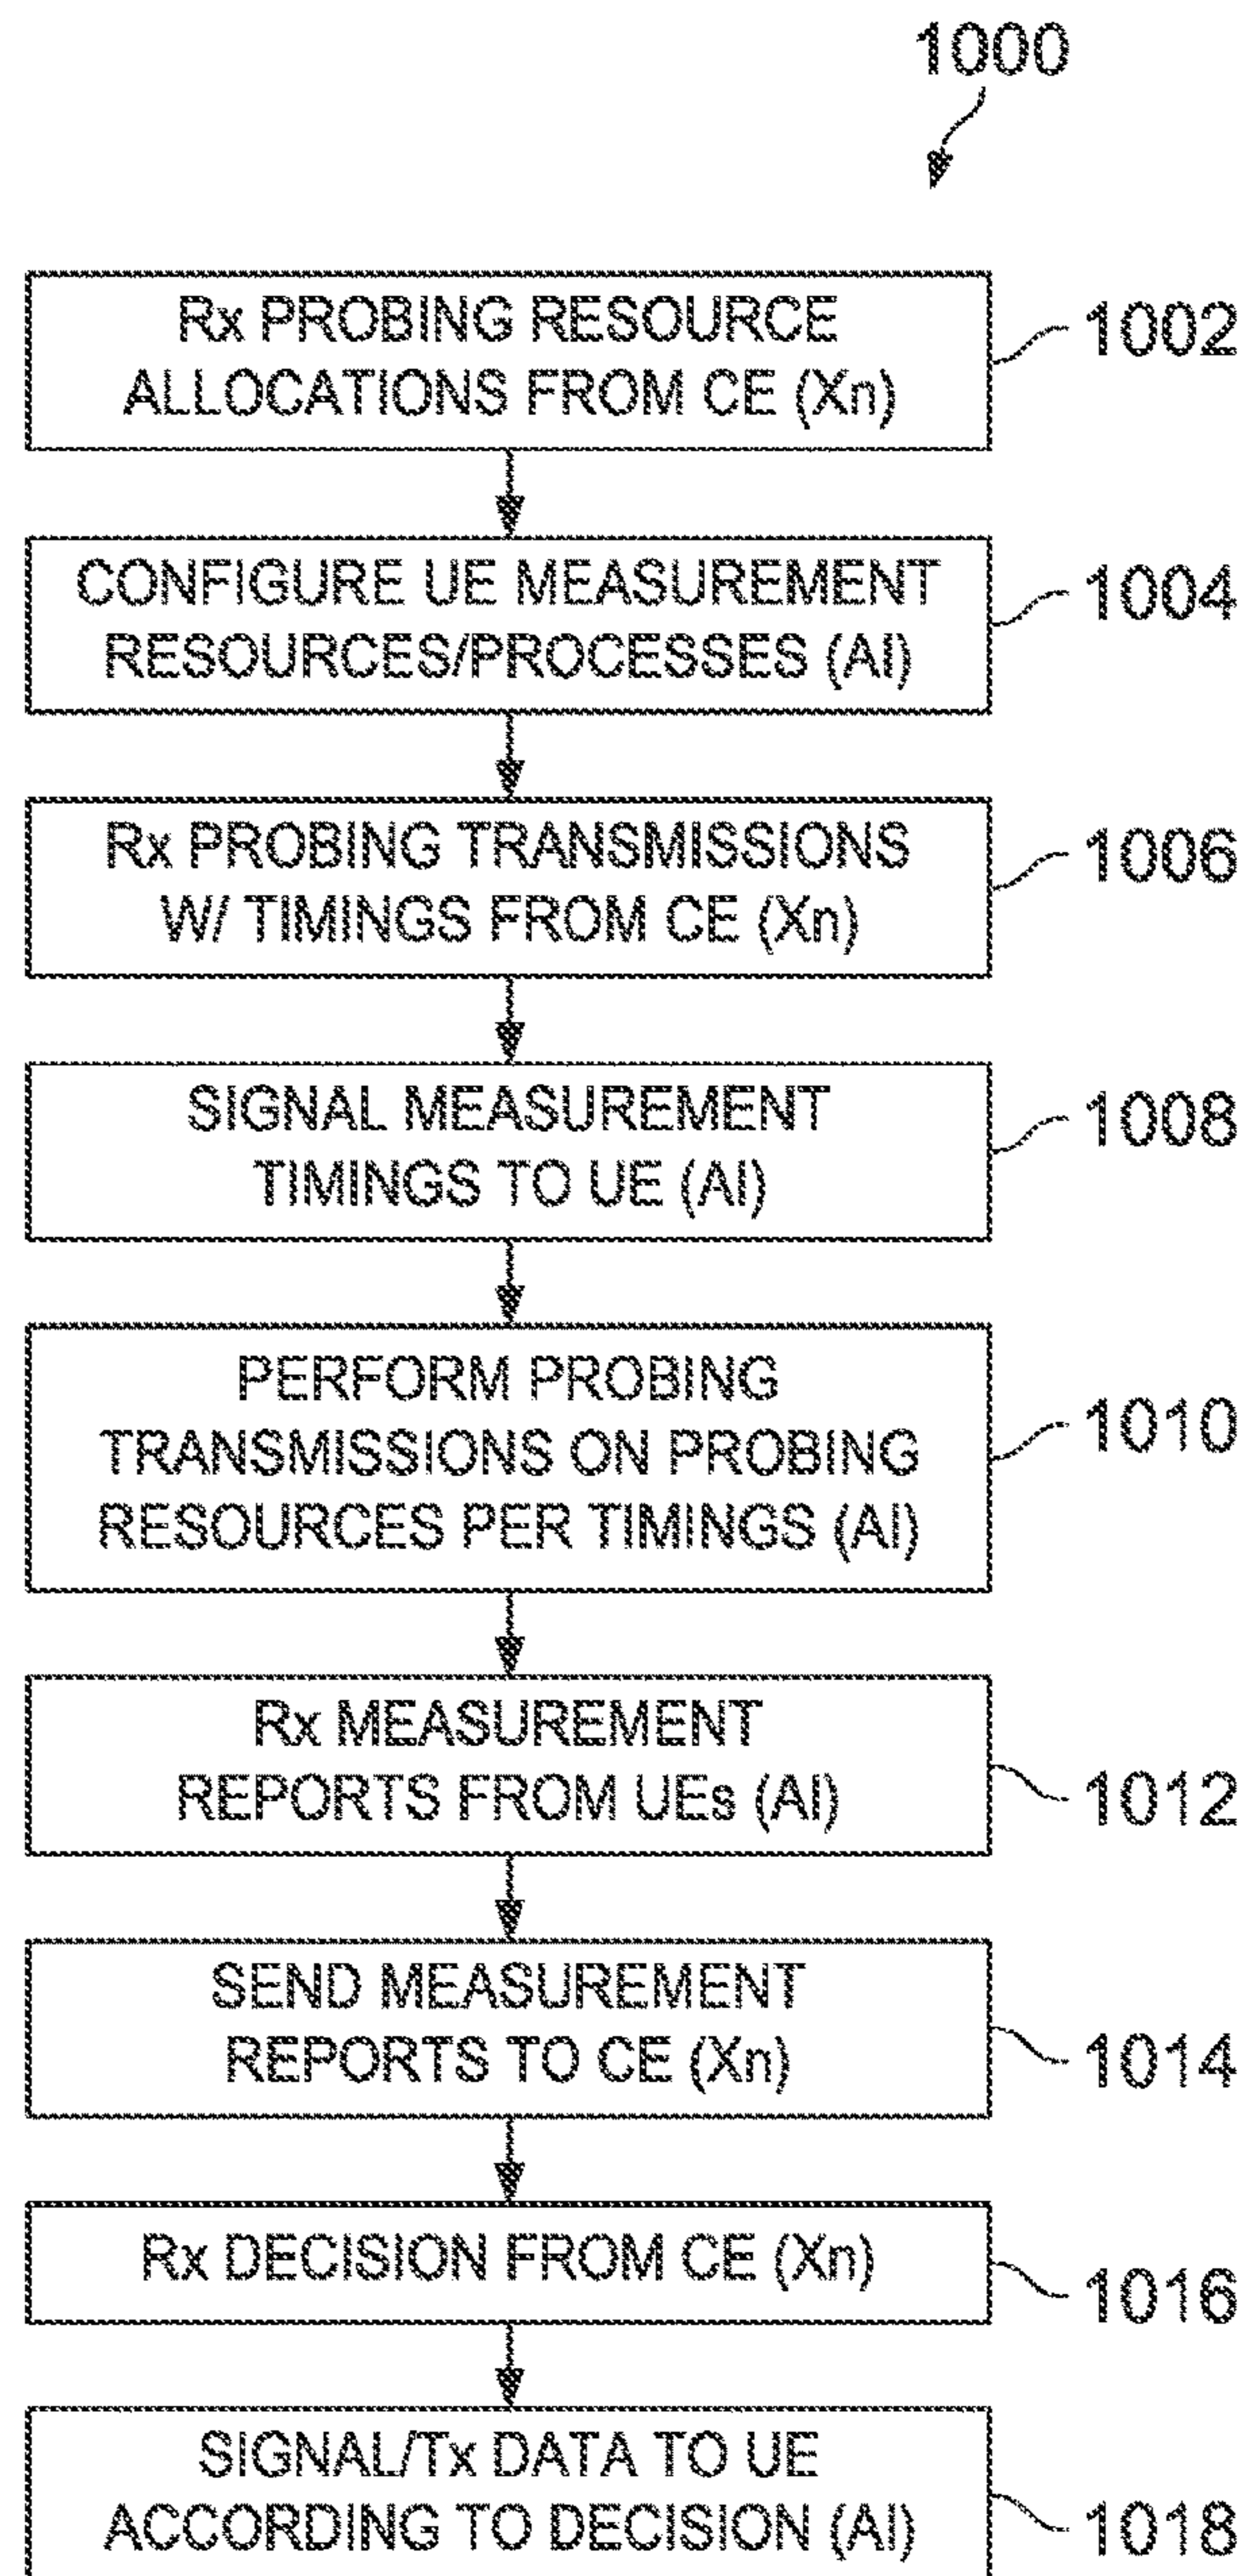 1000
Rx PROBING RESOURCE
ALLOCATIONS FROM CE (Xn)
1002
CONFIGURE UE MEASUREMENT
RESOURCES/PROCESSES (AI)
1004
Rx PROBING TRANSMISSIONS
W/ TIMINGS FROM CE (Xn)
1006
SIGNAL MEASUREMENT
TIMINGS TO UE (AI)
1008
PERFORM PROBING
TRANSMISSIONS ON PROBING
RESOURCES PER TIMINGS (AI)
1010
Rx MEASUREMENT
REPORTS FROM UEs (AI)
1012
SEND MEASUREMENT
REPORTS TO CE (Xn)
1014
Rx DECISION FROM CE (Xn)
1016
SIGNAL/Tx DATA TO UE
ACCORDING TO DECISION (AI)
1018